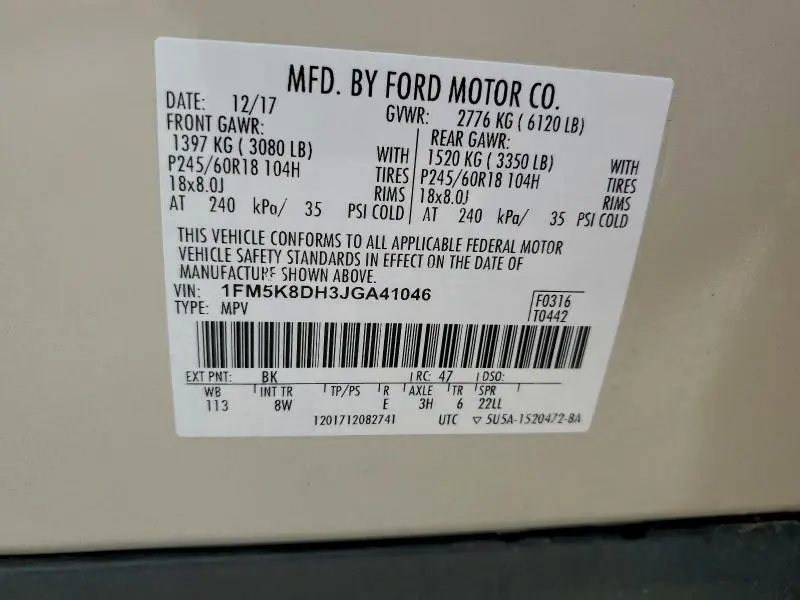 MFD. BY FORD MOTOR CO.
DATE: 12/17 GVWR: 2776 KG ( 6120 LB)
FRONT GAWR: REAR GAWR:
1397 KG ( 3080 LB) WITH 1520 KG ( 3350 LB) WITH
P245/60R18 104H TIRES P245/60R18 104H TIRES
18x8.0J RIMS 18x8.0J RIMS
AT 240 kPa/ 35 PSI COLD AT 240 kPa/ 35 PSI COLD
THIS VEHICLE CONFORMS TO ALL APPLICABLE FEDERAL MOTOR
VEHICLE SAFETY STANDARDS IN EFFECT ON THE DATE OF
MANUFACTURE SHOWN ABOVE.
VIN: 1FM5K8DH3JGA41046 F0316
TYPE: MPV T0442
EXT PNT: BK RC: 47 DSO:
WB INT TR TP/PS R AXLE TR SPR
113 8W E 3H 6 22LL
1201712082741 UTC ▽ 5U5A-1520472-BA